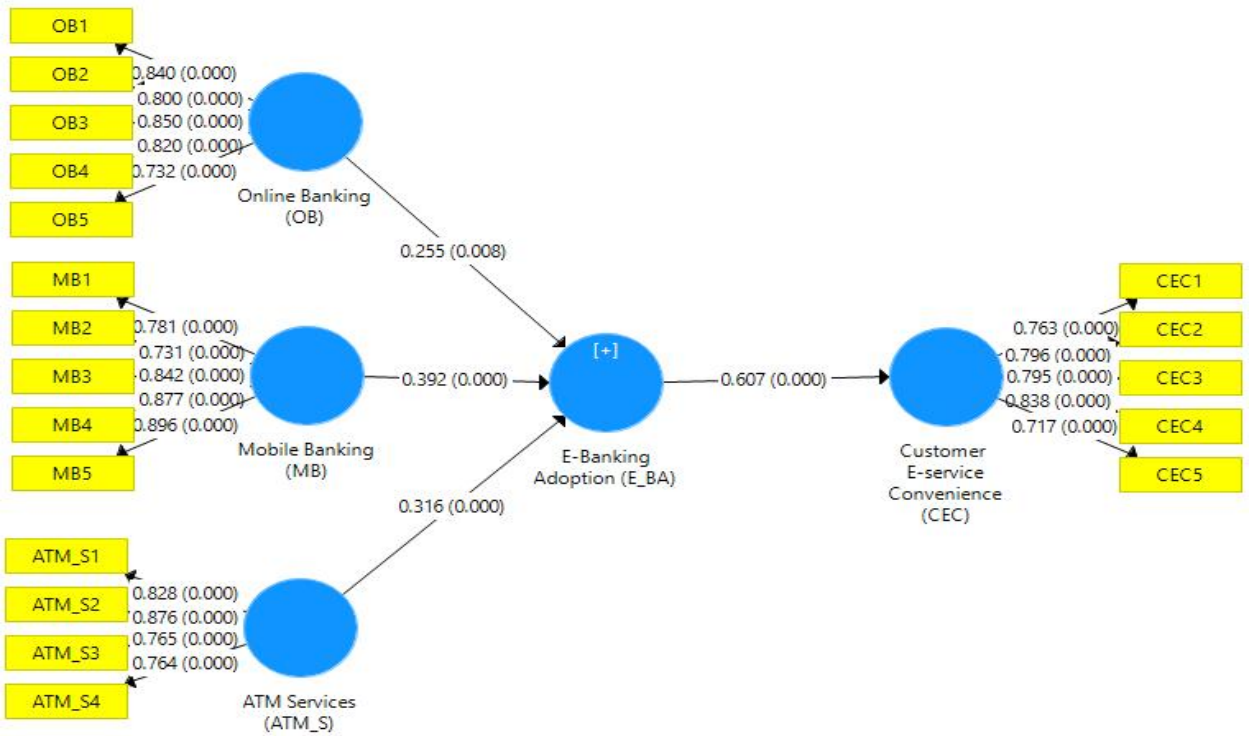 OB1
OB2
OB3
OB4
OB5
0.840 (0.000)
0.800 (0.000)
0.850 (0.000)
0.820 (0.000)
0.732 (0.000)
Online Banking
(OB)
0.255 (0.008)
MB1
MB2
MB3
MB4
MB5
0.781 (0.000)
0.731 (0.000)
0.842 (0.000)
0.877 (0.000)
0.896 (0.000)
Mobile Banking
(MB)
0.392 (0.000)
ATM_S1
ATM_S2
ATM_S3
ATM_S4
0.828 (0.000)
0.876 (0.000)
0.765 (0.000)
0.764 (0.000)
ATM Services
(ATM_S)
0.316 (0.000)
[+]
E-Banking
Adoption (E_BA)
0.607 (0.000)
Customer
E-service
Convenience
(CEC)
0.763 (0.000)
0.796 (0.000)
0.795 (0.000)
0.838 (0.000)
0.717 (0.000)
CEC1
CEC2
CEC3
CEC4
CEC5